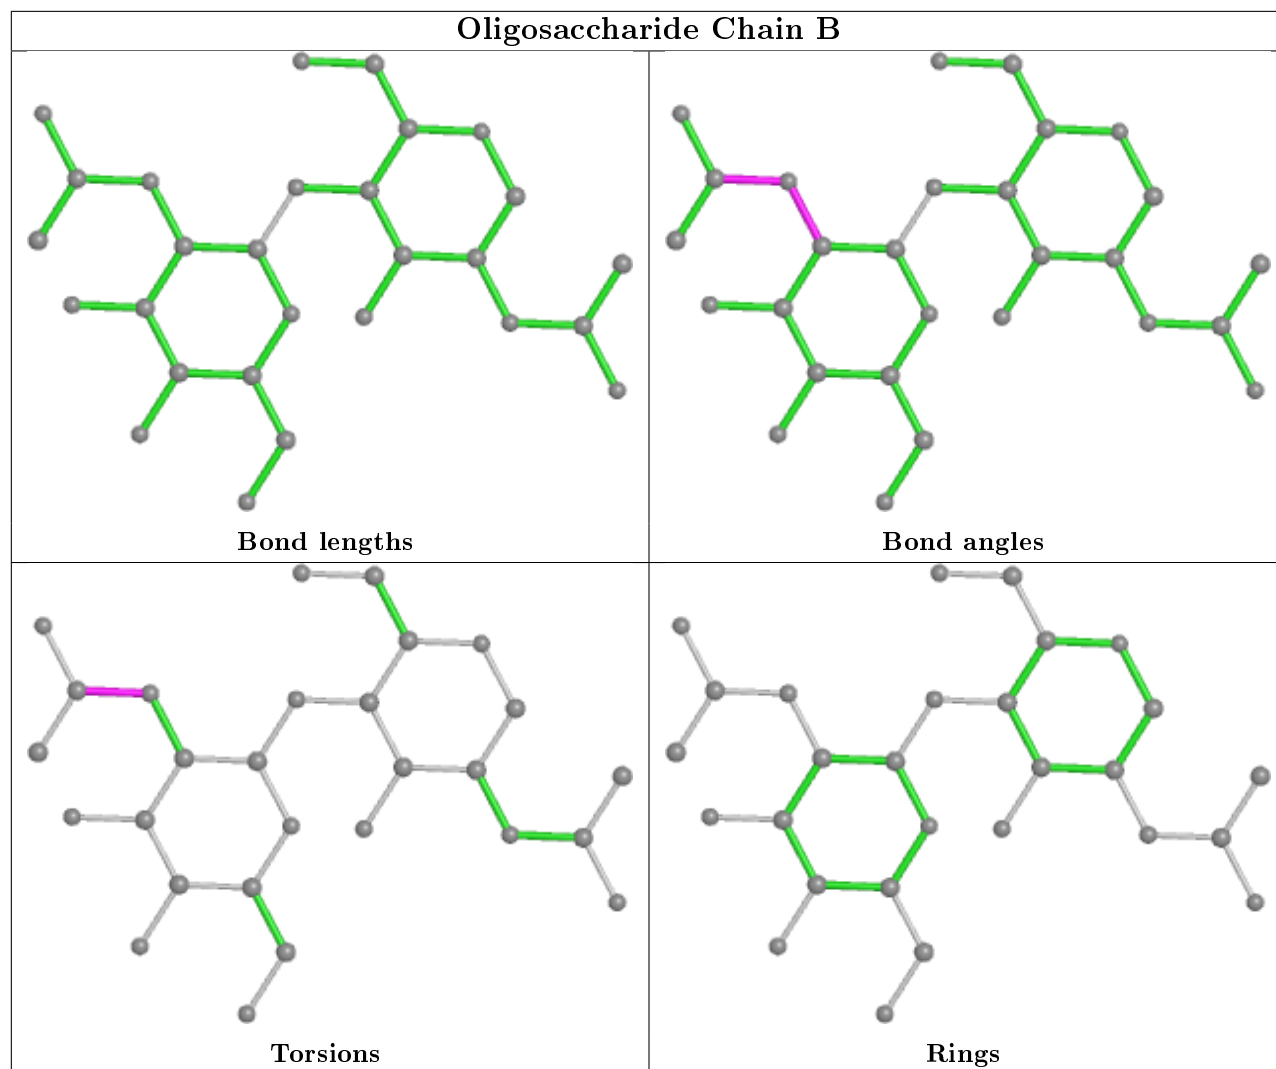 Oligosaccharide Chain B
Bond lengths
Bond angles
Torsions
Rings